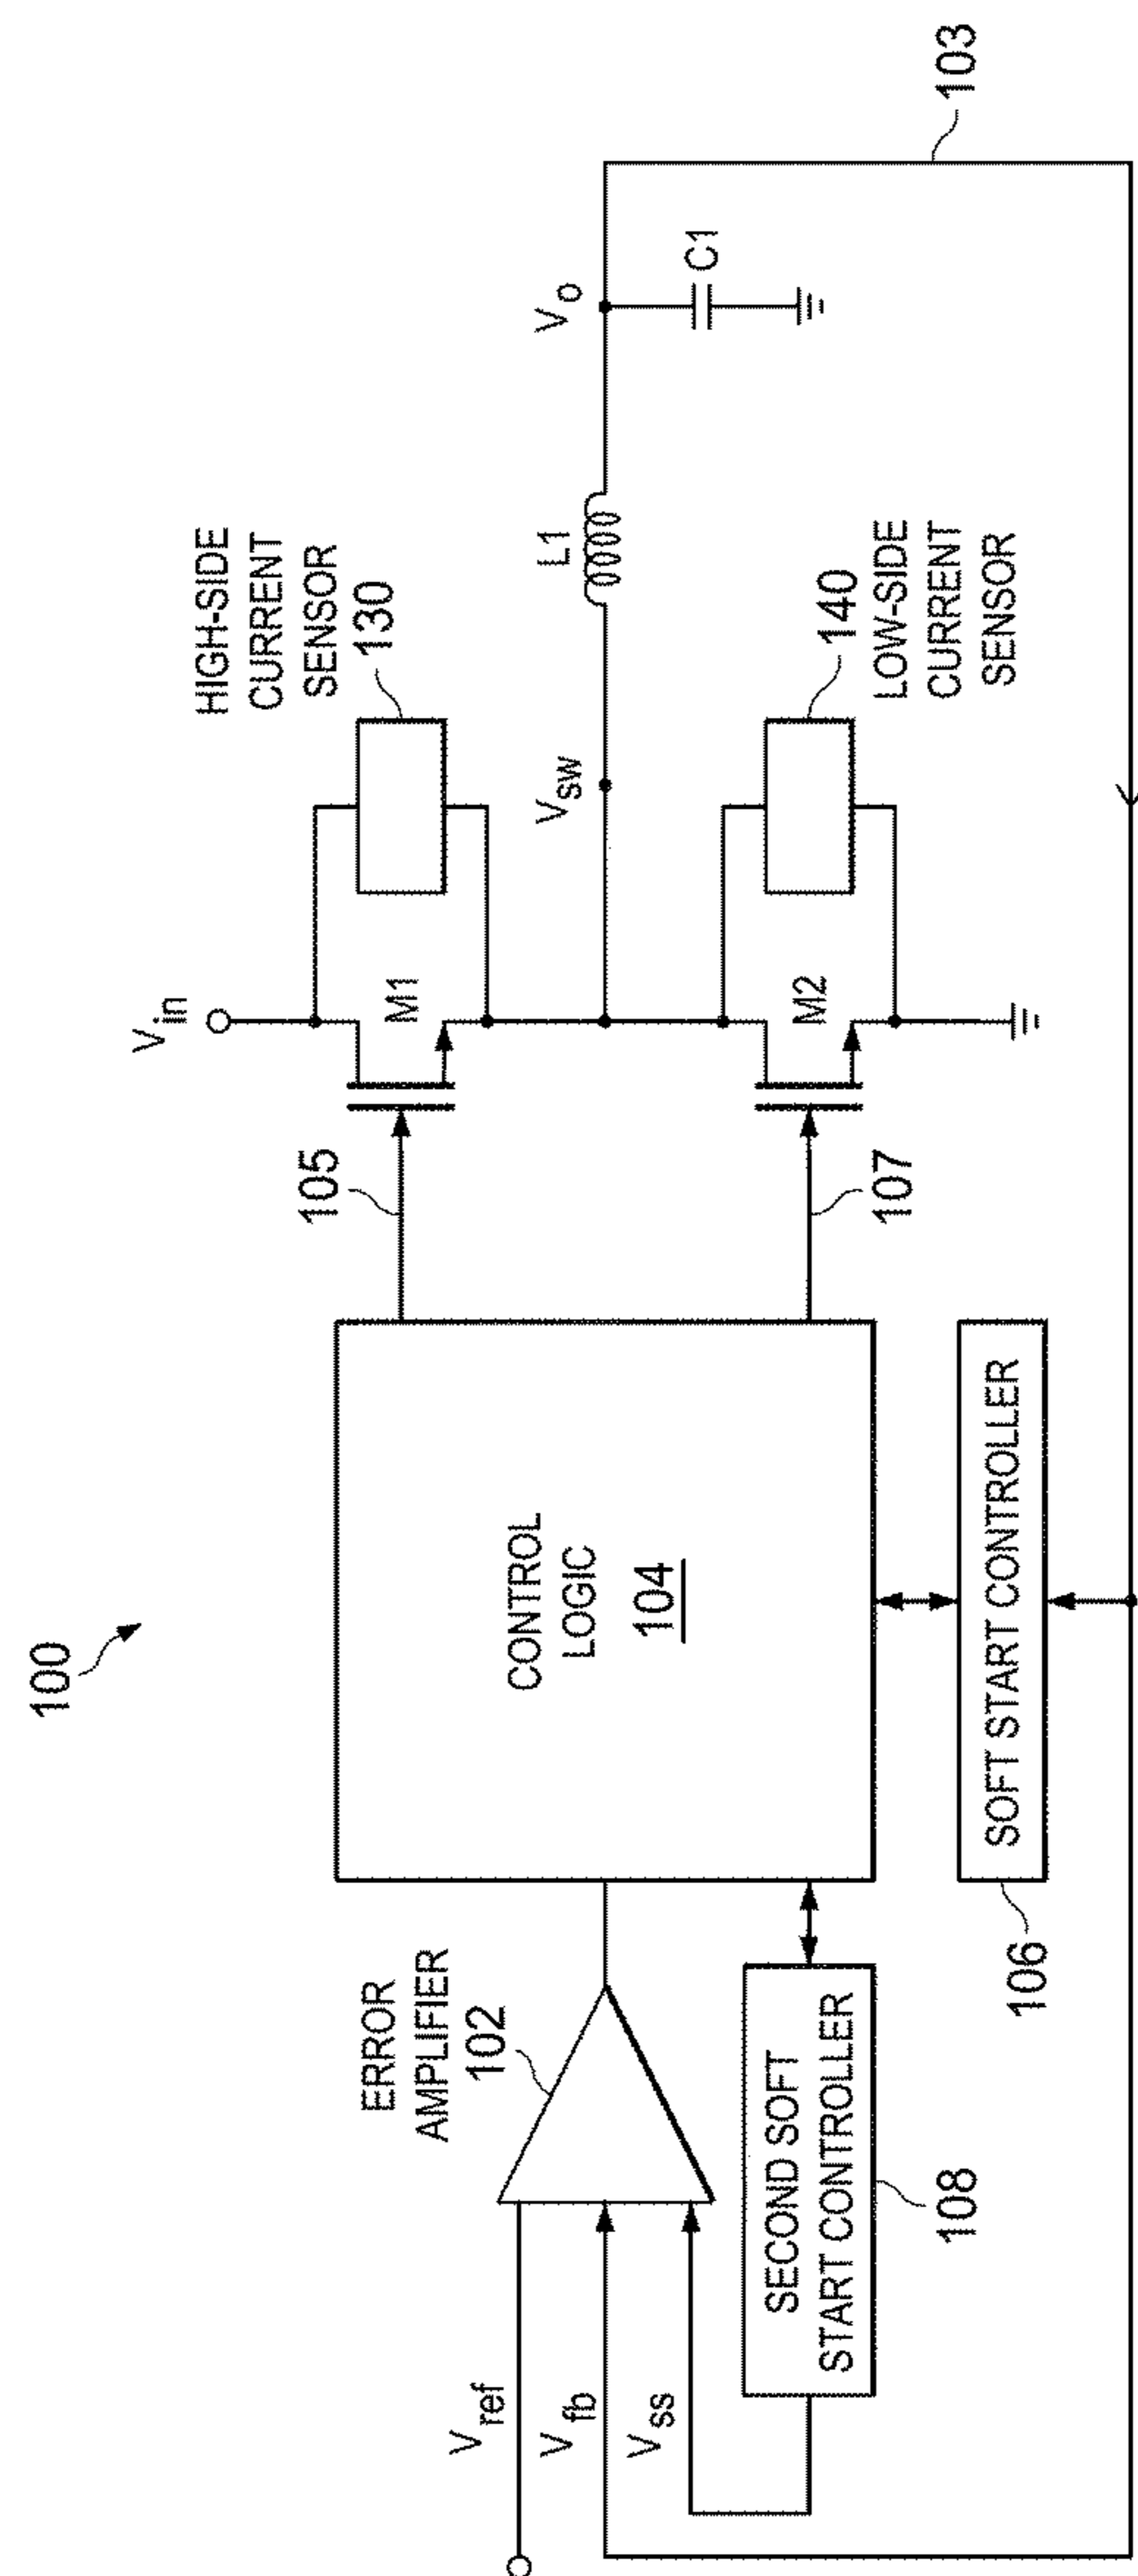 100
V_in
HIGH-SIDE
CURRENT
SENSOR
130
M1
105
ERROR
AMPLIFIER
102
V_ref
V_fb
V_ss
CONTROL
LOGIC
104
V_sw
L1
V_o
C1
103
M2
107
140
LOW-SIDE
CURRENT
SENSOR
SECOND SOFT
START CONTROLLER
108
SOFT START CONTROLLER
106